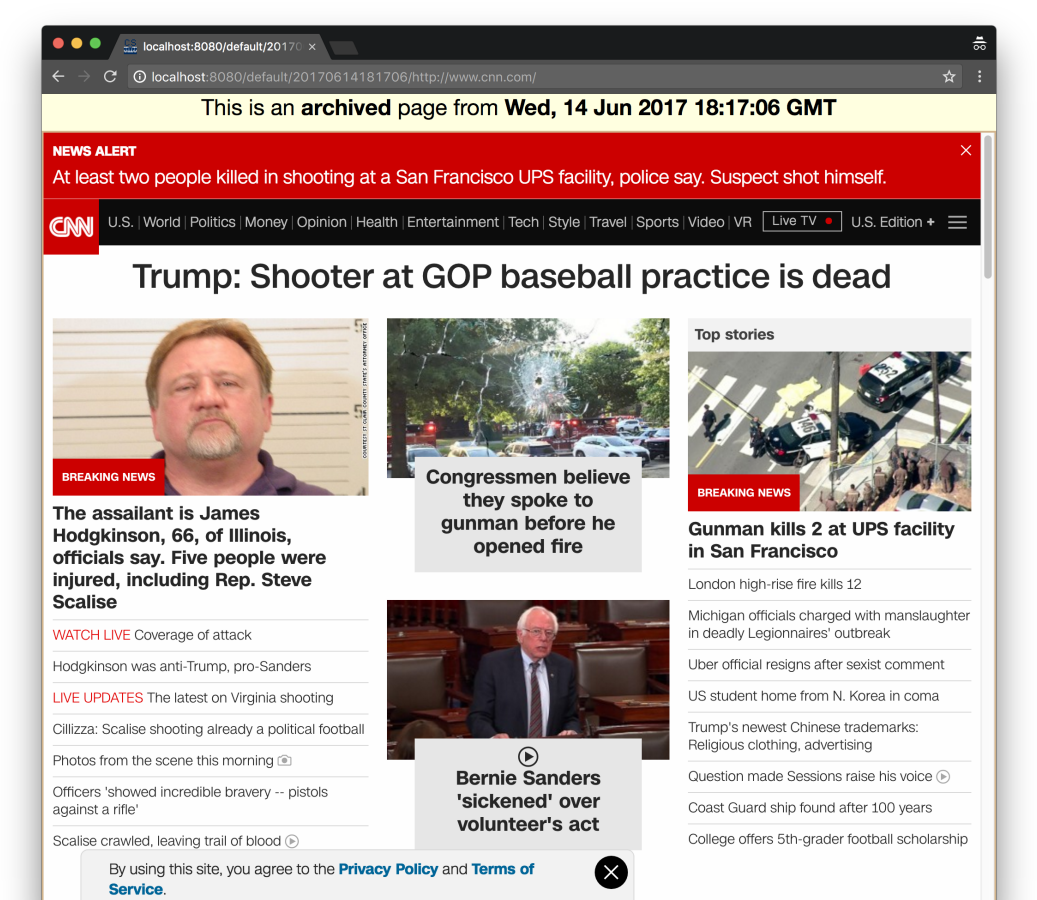 localhost:8080/default/20170
localhost:8080/default/20170614181706/http://www.cnn.com/
This is an archived page from Wed, 14 Jun 2017 18:17:06 GMT
NEWS ALERT
At least two people killed in shooting at a San Francisco UPS facility, police say. Suspect shot himself.
CNN U.S. World Politics Money Opinion Health Entertainment Tech Style Travel Sports Video VR Live TV U.S. Edition +
Trump: Shooter at GOP baseball practice is dead
COURTESY ST. CLAIR COUNTY STATE'S ATTORNEY OFFICE
BREAKING NEWS
The assailant is James
Hodgkinson, 66, of Illinois,
officials say. Five people were
injured, including Rep. Steve
Scalise
WATCH LIVE Coverage of attack
Hodgkinson was anti-Trump, pro-Sanders
LIVE UPDATES The latest on Virginia shooting
Cillizza: Scalise shooting already a political football
Photos from the scene this morning
Officers 'showed incredible bravery -- pistols
against a rifle'
Scalise crawled, leaving trail of blood
Congressmen believe
they spoke to
gunman before he
opened fire
Bernie Sanders
'sickened' over
volunteer's act
Top stories
BREAKING NEWS
Gunman kills 2 at UPS facility
in San Francisco
London high-rise fire kills 12
Michigan officials charged with manslaughter
in deadly Legionnaires' outbreak
Uber official resigns after sexist comment
US student home from N. Korea in coma
Trump's newest Chinese trademarks:
Religious clothing, advertising
Question made Sessions raise his voice
Coast Guard ship found after 100 years
College offers 5th-grader football scholarship
By using this site, you agree to the Privacy Policy and Terms of
Service.